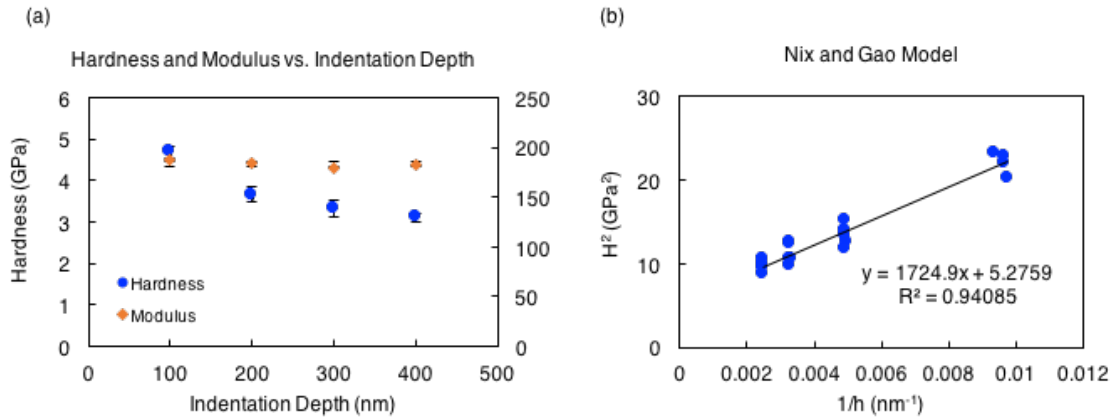 (a)
Hardness and Modulus vs. Indentation Depth
Hardness (GPa)
6
5
4
3
2
1
0
250
200
150
100
50
0
Hardness
Modulus
0 100 200 300 400 500
Indentation Depth (nm)
(b)
Nix and Gao Model
H² (GPa²)
30
20
10
0
y = 1724.9x + 5.2759
R² = 0.94085
0 0.002 0.004 0.006 0.008 0.01 0.012
1/h (nm⁻¹)